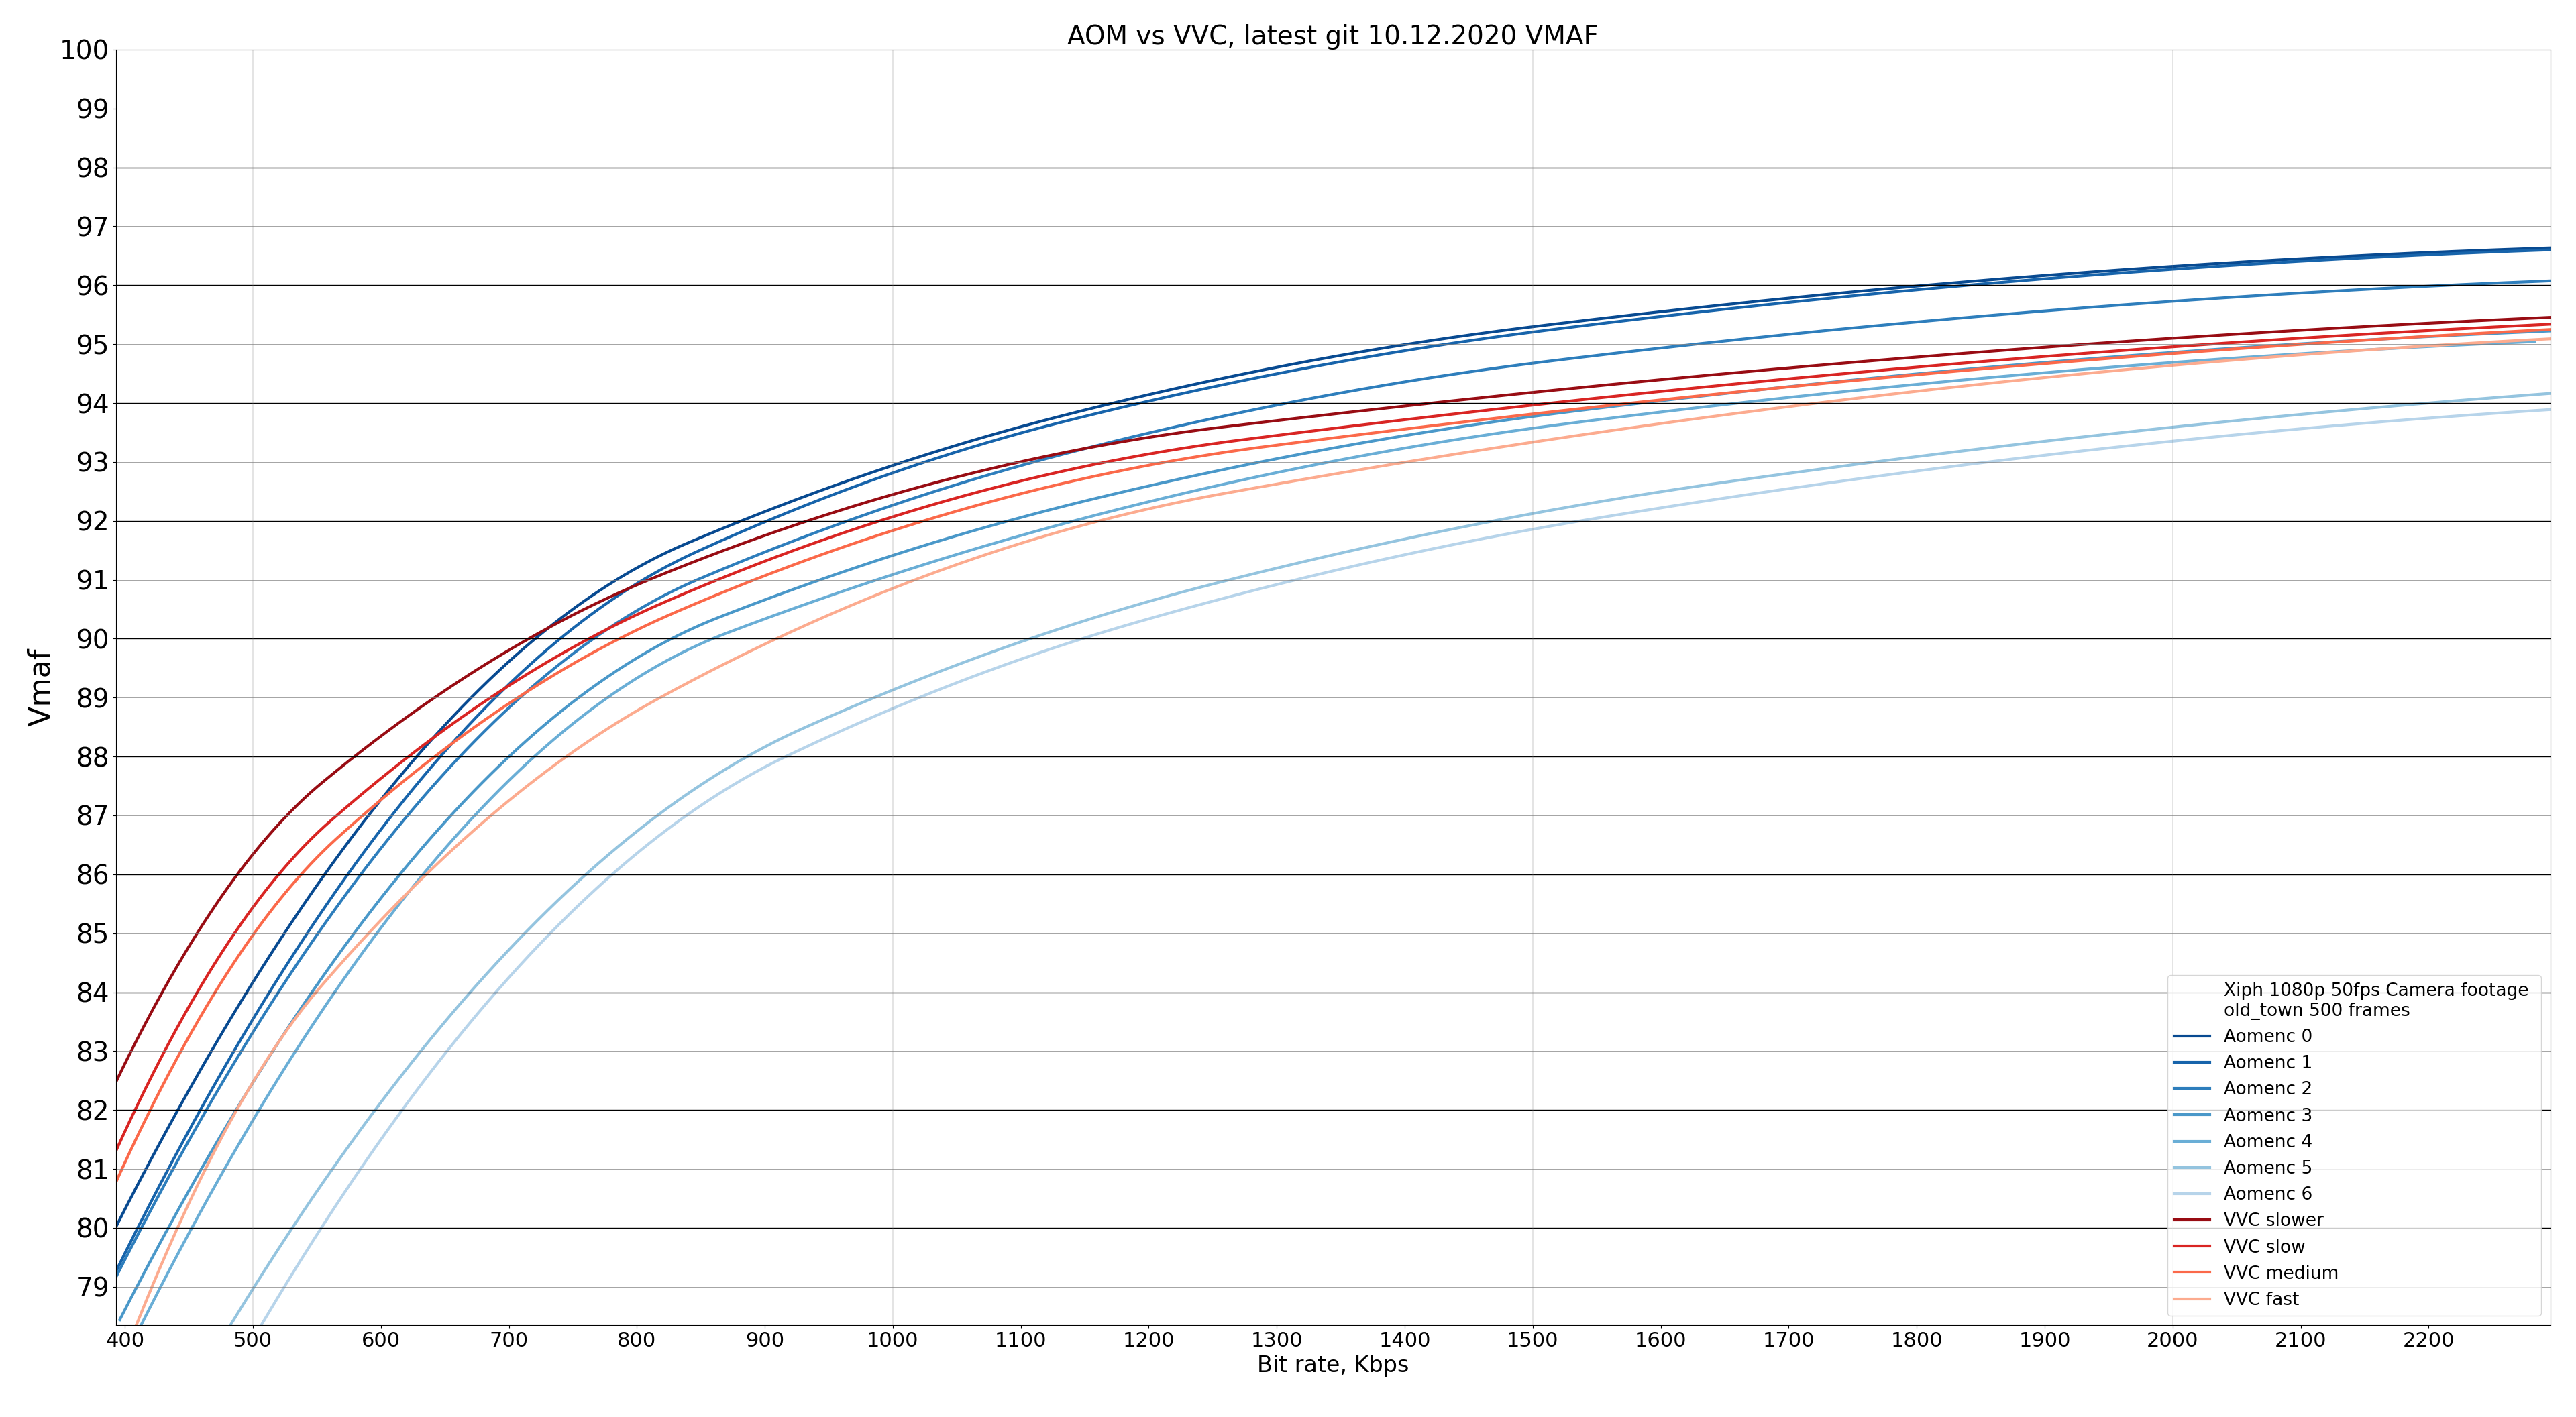 AOM vs VVC, latest git 10.12.2020 VMAF
100
99
98
97
96
95
94
93
92
91
90
89
88
87
86
85
84
83
82
81
80
79
Vmaf
Xiph 1080p 50fps Camera footage
old_town 500 frames
Aomenc 0
Aomenc 1
Aomenc 2
Aomenc 3
Aomenc 4
Aomenc 5
Aomenc 6
VVC slower
VVC slow
VVC medium
VVC fast
400 500 600 700 800 900 1000 1100 1200 1300 1400 1500 1600 1700 1800 1900 2000 2100 2200
Bit rate, Kbps